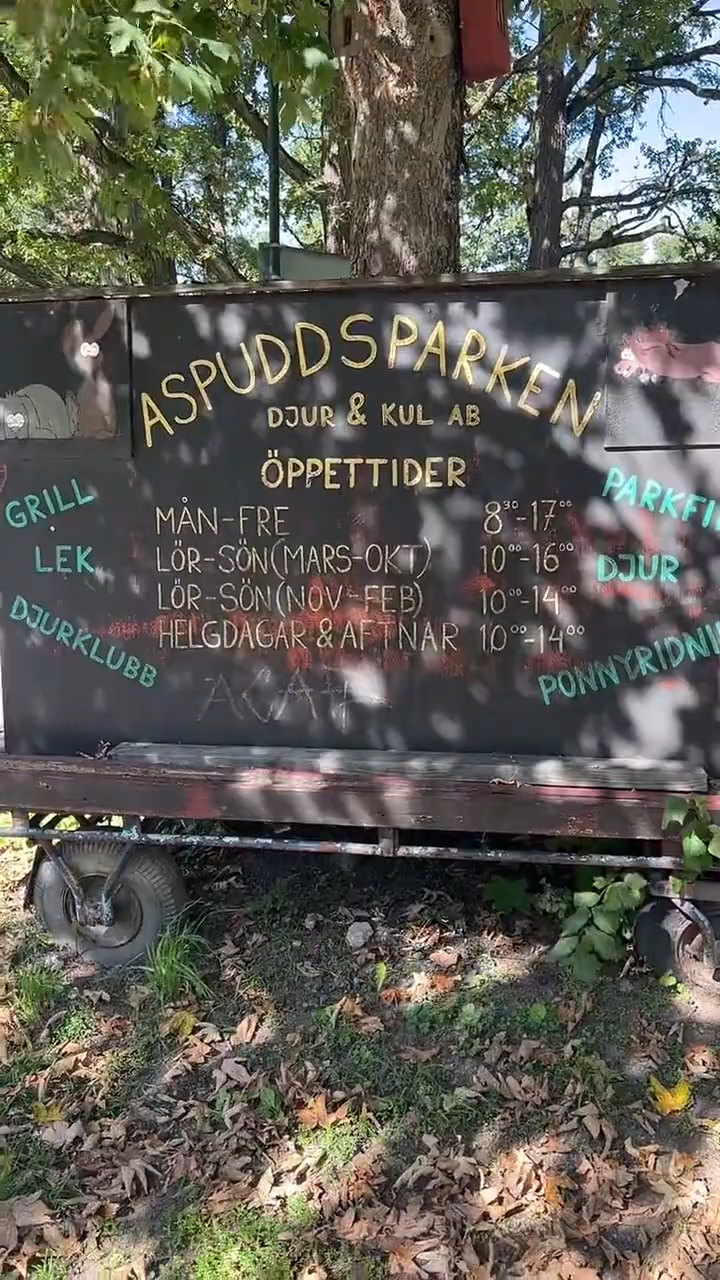 ASPUDDSPARKEN
DJUR & KUL AB
ÖPPETTIDER
MÅN-FRE 8³⁰-17⁰⁰
LÖR-SÖN(MARS-OKT) 10⁰⁰-16⁰⁰
LÖR-SÖN(NOV-FEB) 10⁰⁰-14⁰⁰
HELGDAGAR & AFTNAR 10⁰⁰-14⁰⁰
GRILL
LEK
DJURKLUBB
PARKFI
DJUR
PONNYRIDNI